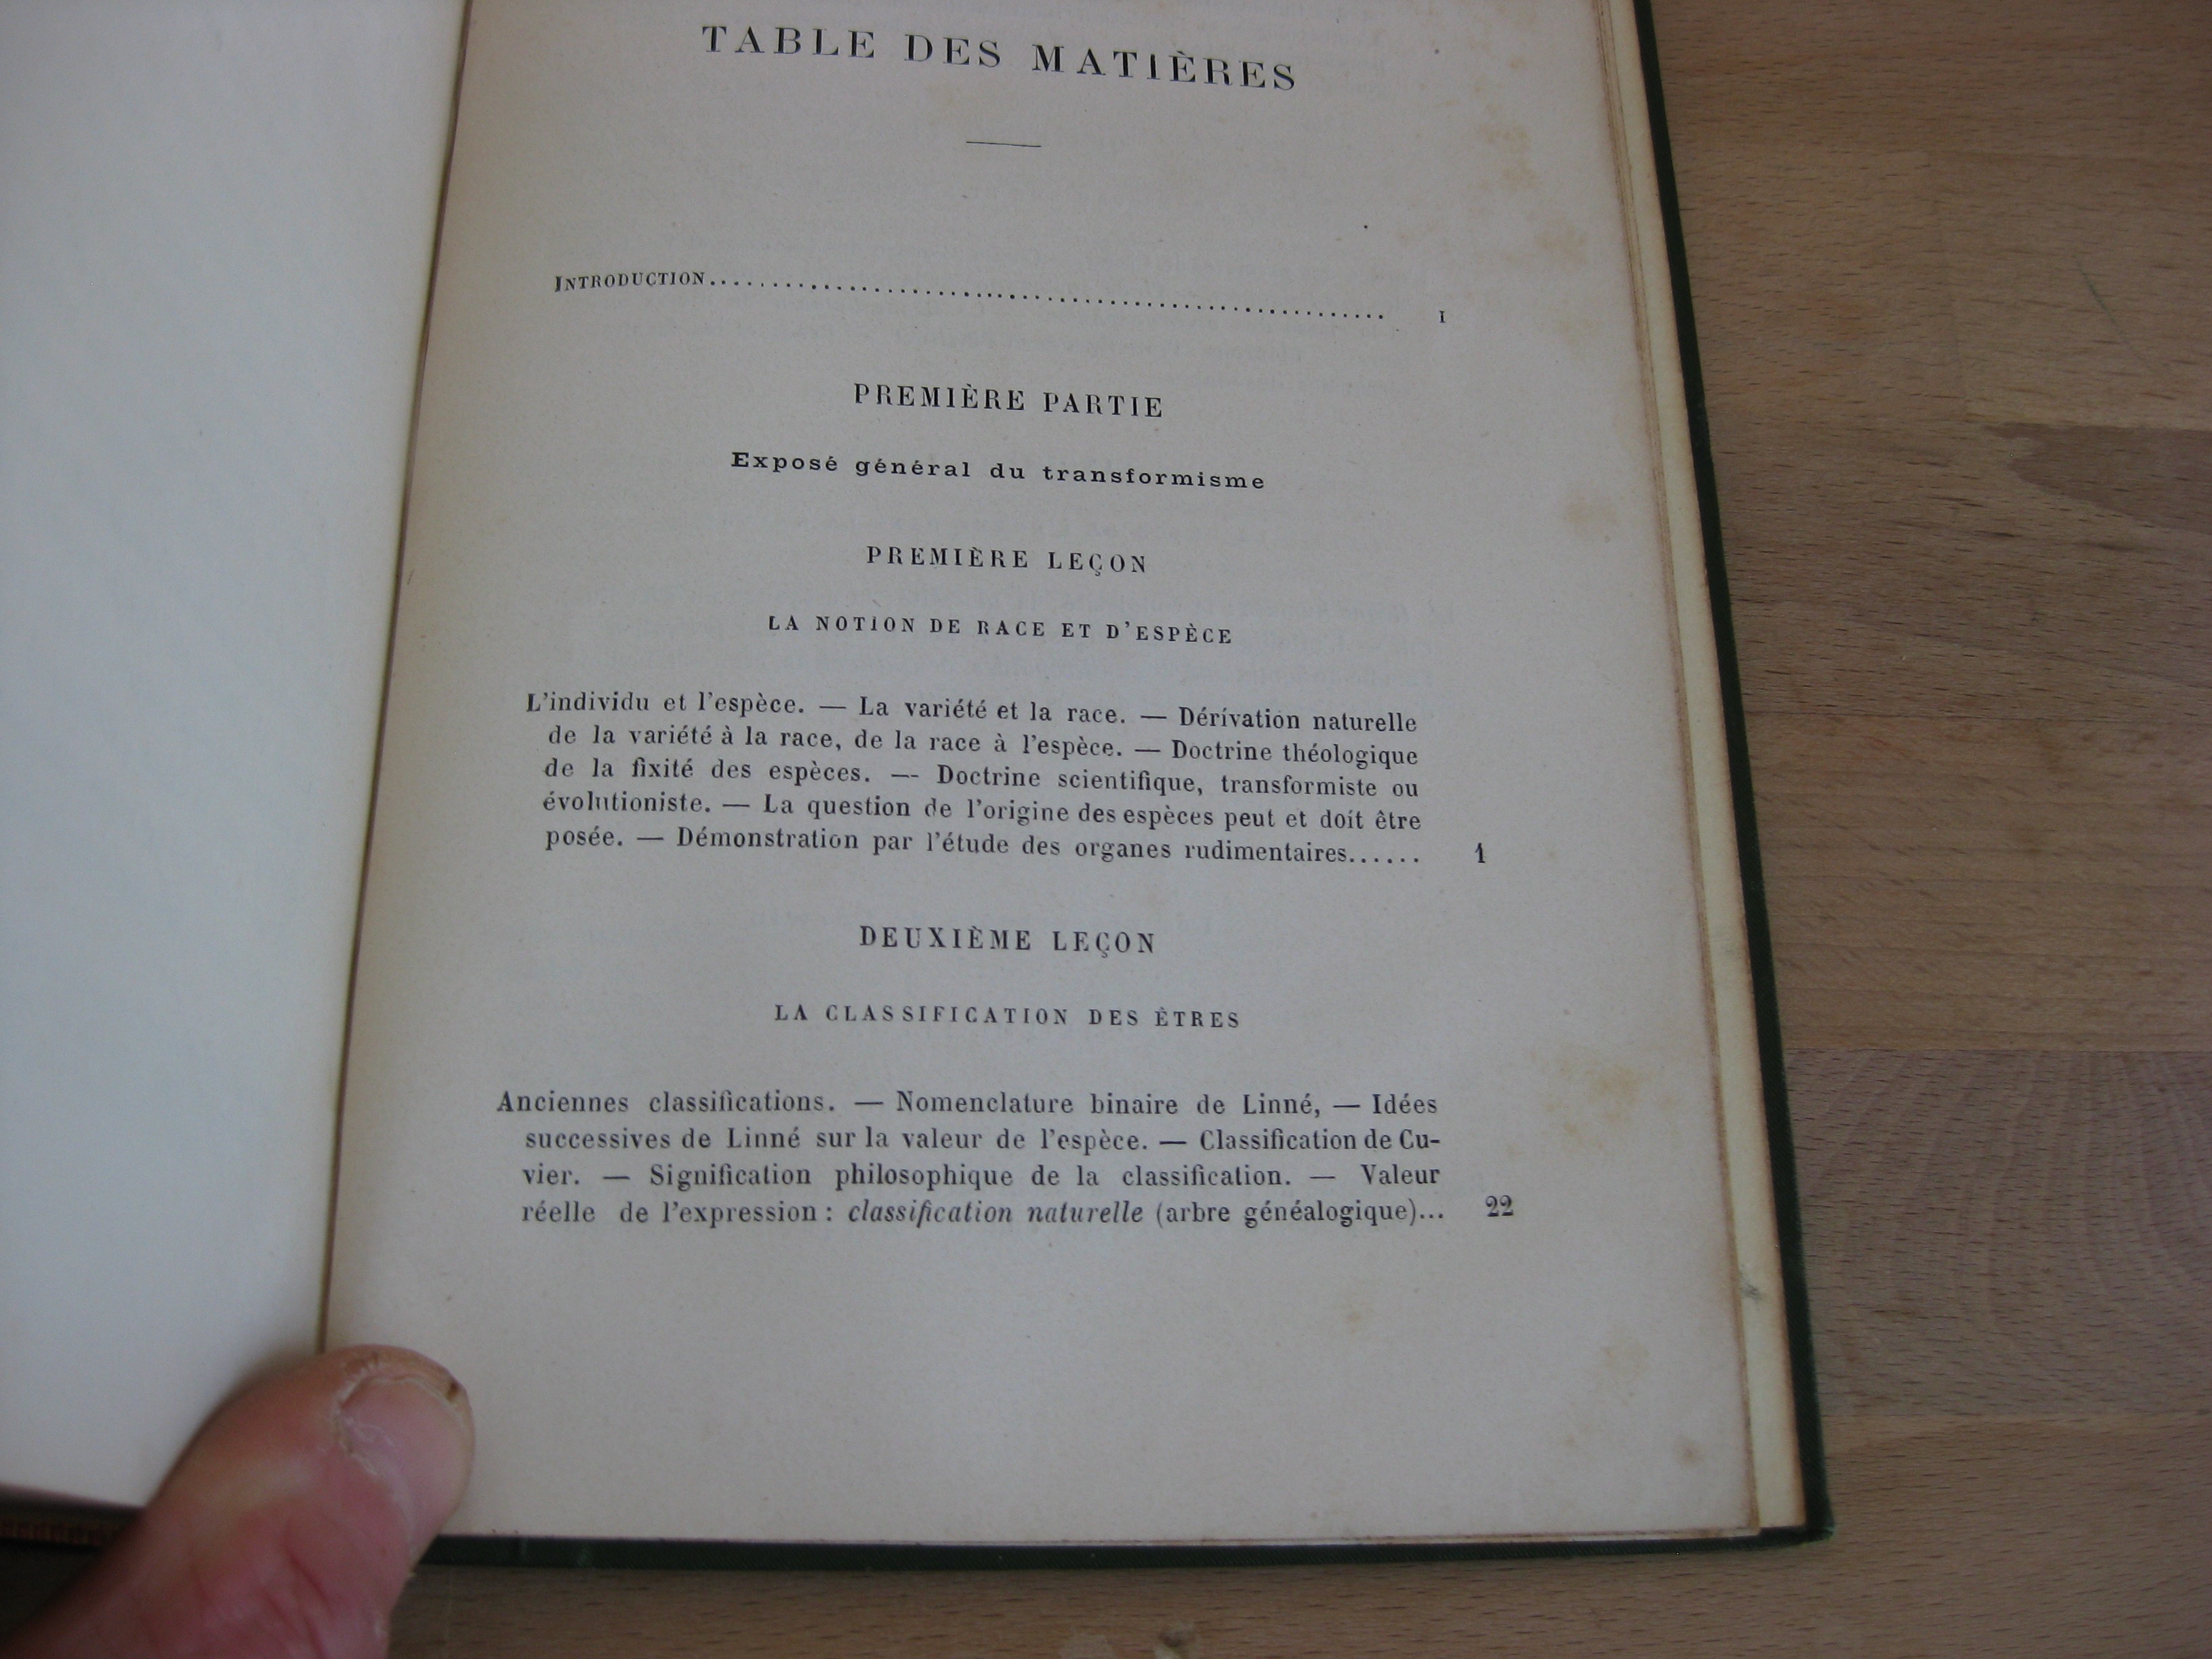 TABLE DES MATIÈRES
INTRODUCTION.................................................. I
PREMIÈRE PARTIE
Exposé général du transformisme
PREMIÈRE LEÇON
LA NOTION DE RACE ET D'ESPÈCE
L'individu et l'espèce. — La variété et la race. — Dérivation naturelle
de la variété à la race, de la race à l'espèce. — Doctrine théologique
de la fixité des espèces. — Doctrine scientifique, transformiste ou
évolutioniste. — La question de l'origine des espèces peut et doit être
posée. — Démonstration par l'étude des organes rudimentaires...... 1
DEUXIÈME LEÇON
LA CLASSIFICATION DES ÊTRES
Anciennes classifications. — Nomenclature binaire de Linné, — Idées
successives de Linné sur la valeur de l'espèce. — Classification de Cu-
vier. — Signification philosophique de la classification. — Valeur
réelle de l'expression : classification naturelle (arbre généalogique)... 22